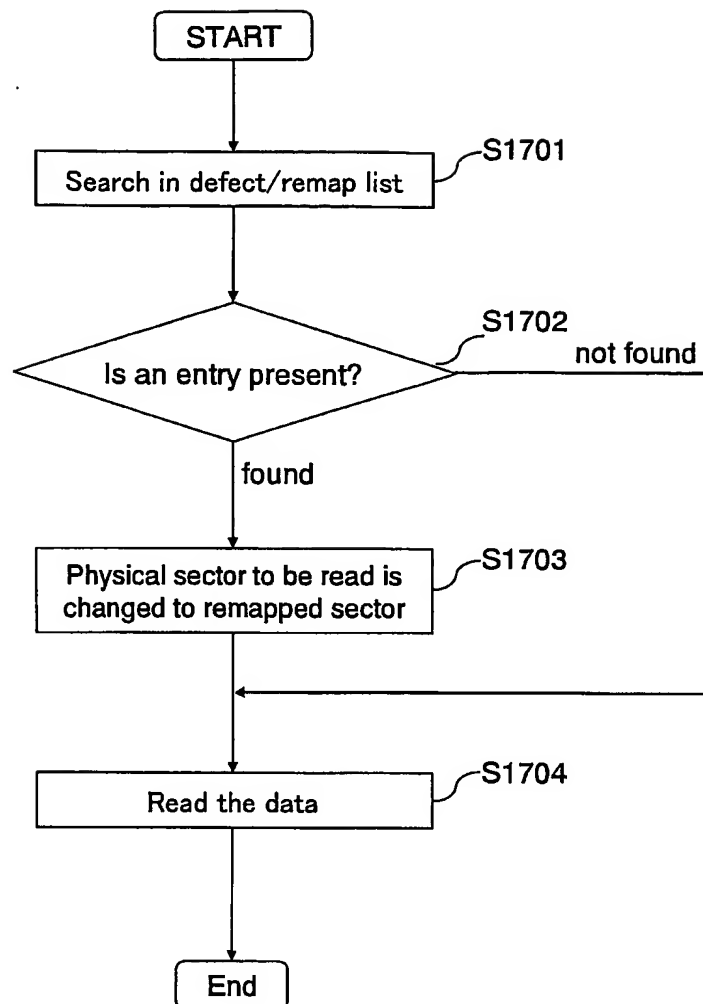 START
S1701
Search in defect/remap list
S1702
Is an entry present?
not found
found
S1703
Physical sector to be read is
changed to remapped sector
S1704
Read the data
End